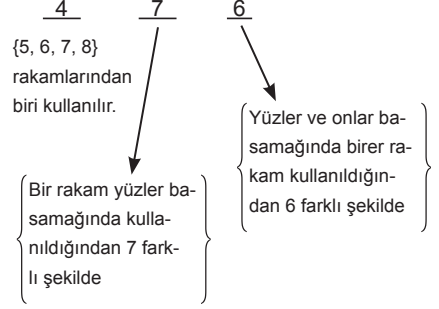 4 7 6
{5, 6, 7, 8}
rakamlarından
biri kullanılır.
Yüzler ve onlar ba-
samağında birer ra-
kam kullanıldığın-
dan 6 farklı şekilde
Bir rakam yüzler ba-
samağında kulla-
nıldığından 7 fark-
lı şekilde